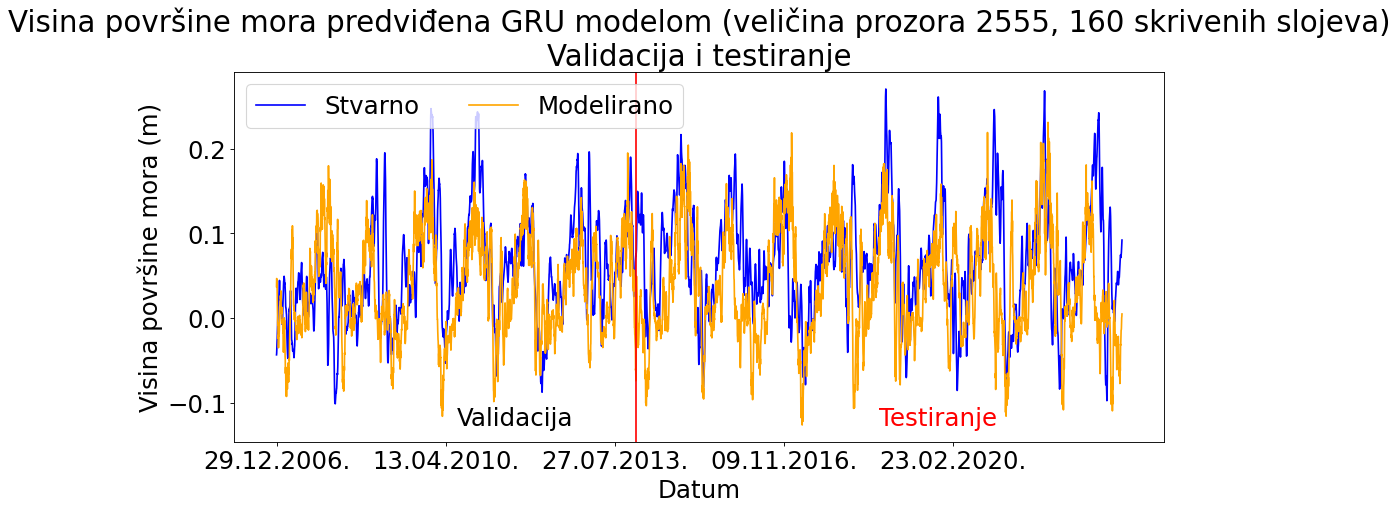 Visina površine mora predviđena GRU modelom (veličina prozora 2555, 160 skrivenih slojeva)
Validacija i testiranje
Stvarno Modelirano
Visina površine mora (m)
0.2
0.1
0.0
−0.1
Validacija Testiranje
29.12.2006. 13.04.2010. 27.07.2013. 09.11.2016. 23.02.2020.
Datum